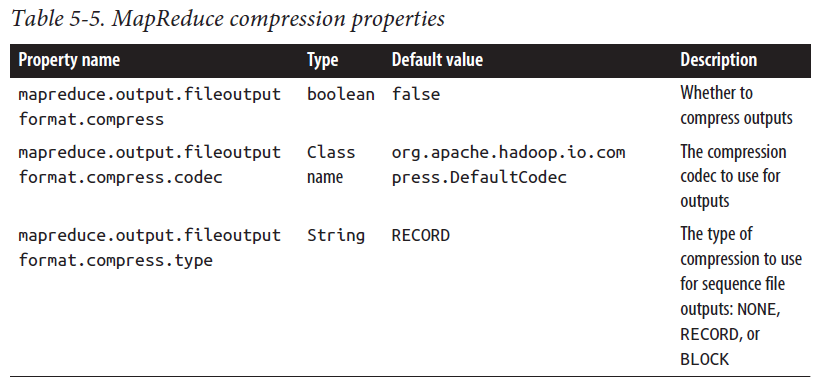 Table 5-5. MapReduce compression properties
Property name Type Default value Description
mapreduce.output.fileoutput boolean false Whether to
format.compress compress outputs
mapreduce.output.fileoutput Class org.apache.hadoop.io.com The compression
format.compress.codec name press.DefaultCodec codec to use for
outputs
mapreduce.output.fileoutput String RECORD The type of
format.compress.type compression to use
for sequence file
outputs: NONE,
RECORD, or
BLOCK